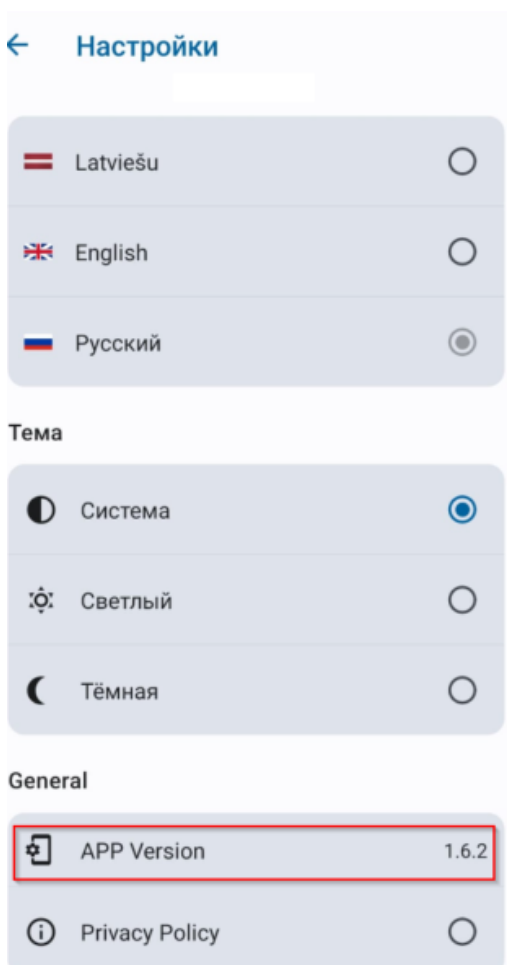 Настройки
Latviešu
English
Русский
Тема
Система
Светлый
Тёмная
General
APP Version 1.6.2
Privacy Policy